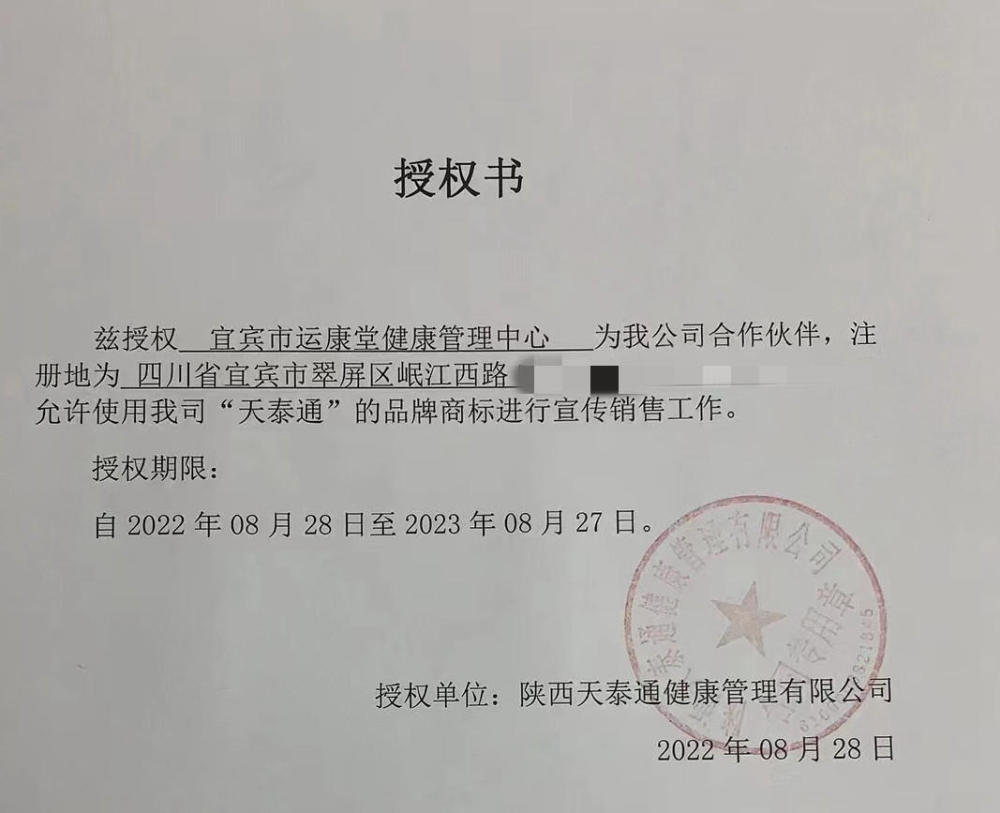 授权书
兹授权 宜宾市运康堂健康管理中心 为我公司合作伙伴，注
册地为 四川省宜宾市翠屏区岷江西路
允许使用我司“天泰通”的品牌商标进行宣传销售工作。
授权期限：
自 2022 年 08 月 28 日至 2023 年 08 月 27 日。
泰通健康管理有限公司
合同专用章
授权单位：陕西天泰通健康管理有限公司
2022 年 08 月 28 日